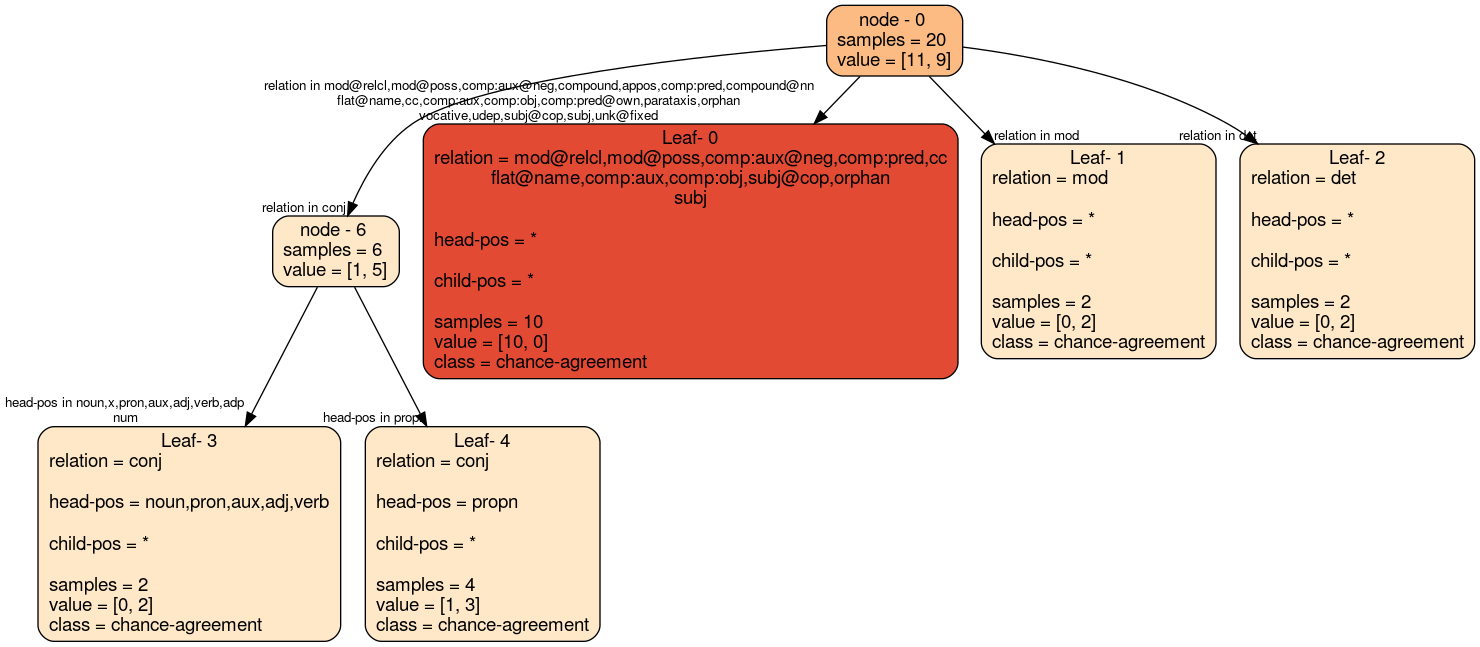 node - 0
samples = 20
value = [11, 9]
relation in mod@relcl,mod@poss,comp:aux@neg,compound,appos,comp:pred,compound@nn
flat@name,cc,comp:aux,comp:obj,comp:pred@own,parataxis,orphan
vocative,udep,subj@cop,subj,unk@fixed
relation in mod
relation in det
relation in conj
node - 6
samples = 6
value = [1, 5]
Leaf- 0
relation = mod@relcl,mod@poss,comp:aux@neg,comp:pred,cc
flat@name,comp:aux,comp:obj,subj@cop,orphan
subj
head-pos = *
child-pos = *
samples = 10
value = [10, 0]
class = chance-agreement
Leaf- 1
relation = mod
head-pos = *
child-pos = *
samples = 2
value = [0, 2]
class = chance-agreement
Leaf- 2
relation = det
head-pos = *
child-pos = *
samples = 2
value = [0, 2]
class = chance-agreement
head-pos in noun,x,pron,aux,adj,verb,adp
num
head-pos in propn
Leaf- 3
relation = conj
head-pos = noun,pron,aux,adj,verb
child-pos = *
samples = 2
value = [0, 2]
class = chance-agreement
Leaf- 4
relation = conj
head-pos = propn
child-pos = *
samples = 4
value = [1, 3]
class = chance-agreement